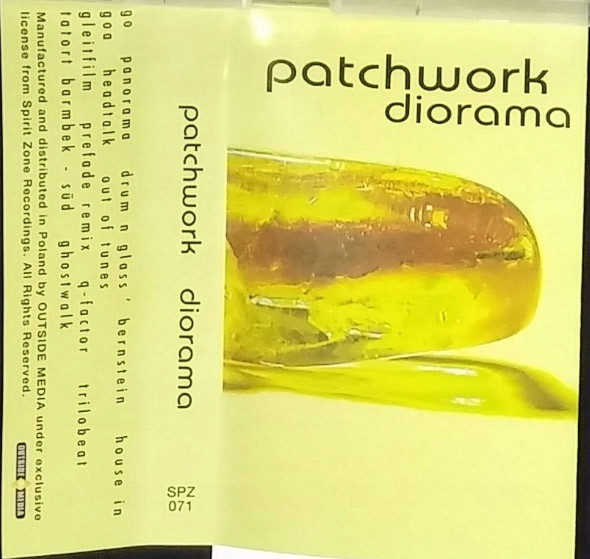 patchwork
diorama
patchwork diorama
SPZ
071
go panorama drum n glass' bernstein house in
goa headtalk out of tunes
gleitfilm prefade remix q-factor trilobeat
tatort barmbek - süd ghostwalk
Manufactured and distributed in Poland by OUTSIDE MEDIA under exclusive
license from Spirit Zone Recordings. All Rights Reserved.
OUTSIDE MEDIA